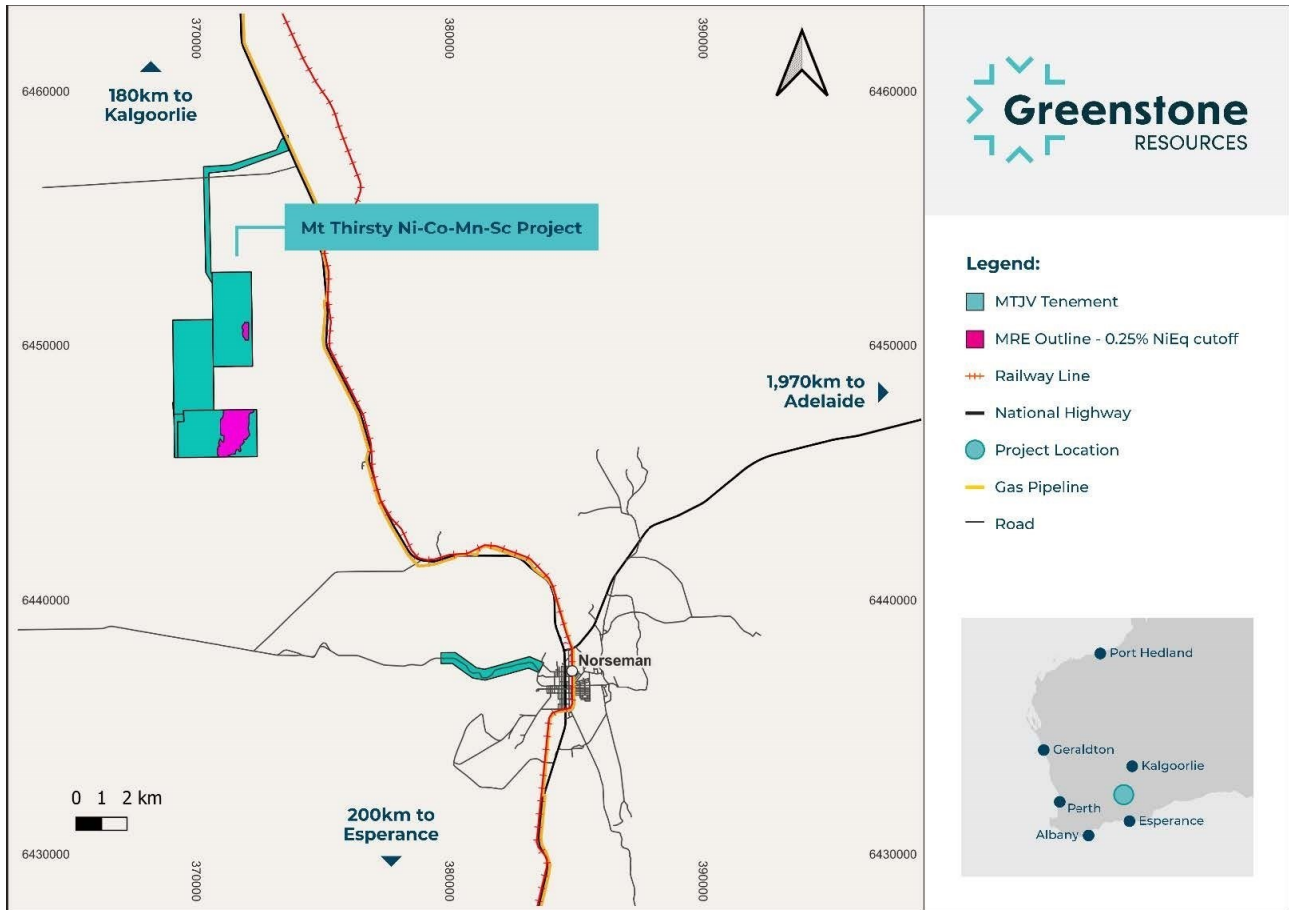 370000
380000
390000
6460000
6460000
180km to
Kalgoorlie
Mt Thirsty Ni-Co-Mn-Sc Project
6450000
6450000
1,970km to
Adelaide
6440000
6440000
Norseman
0 1 2 km
200km to
Esperance
6430000
6430000
370000
380000
390000
Greenstone
RESOURCES
Legend:
MTJV Tenement
MRE Outline - 0.25% NiEq cutoff
Railway Line
National Highway
Project Location
Gas Pipeline
Road
Port Hedland
Geraldton
Kalgoorlie
Perth
Esperance
Albany